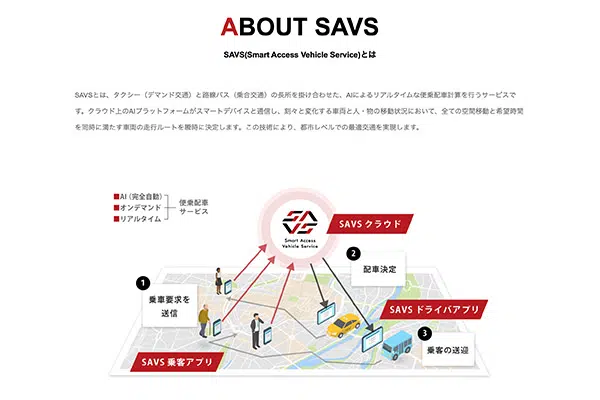 ABOUT SAVS
SAVS(Smart Access Vehicle Service)とは
SAVSとは、タクシー（デマンド交通）と路線バス（乗合交通）の長所を掛け合わせた、AIによるリアルタイムな便乗配車計算を行うサービスで
す。クラウド上のAIプラットフォームがスマートデバイスと通信し、刻々と変化する車両と人・物の移動状況において、全ての空間移動と希望時間
を同時に満たす車両の走行ルートを瞬時に決定します。この技術により、都市レベルでの最適交通を実現します。
■AI（完全自動）
■オンデマンド
■リアルタイム
便乗配車
サービス
SAVS
Smart Access
Vehicle Service
SAVS クラウド
2
配車決定
1
乗車要求を
送信
SAVS ドライバアプリ
3
乗客の送迎
SAVS 乗客アプリ